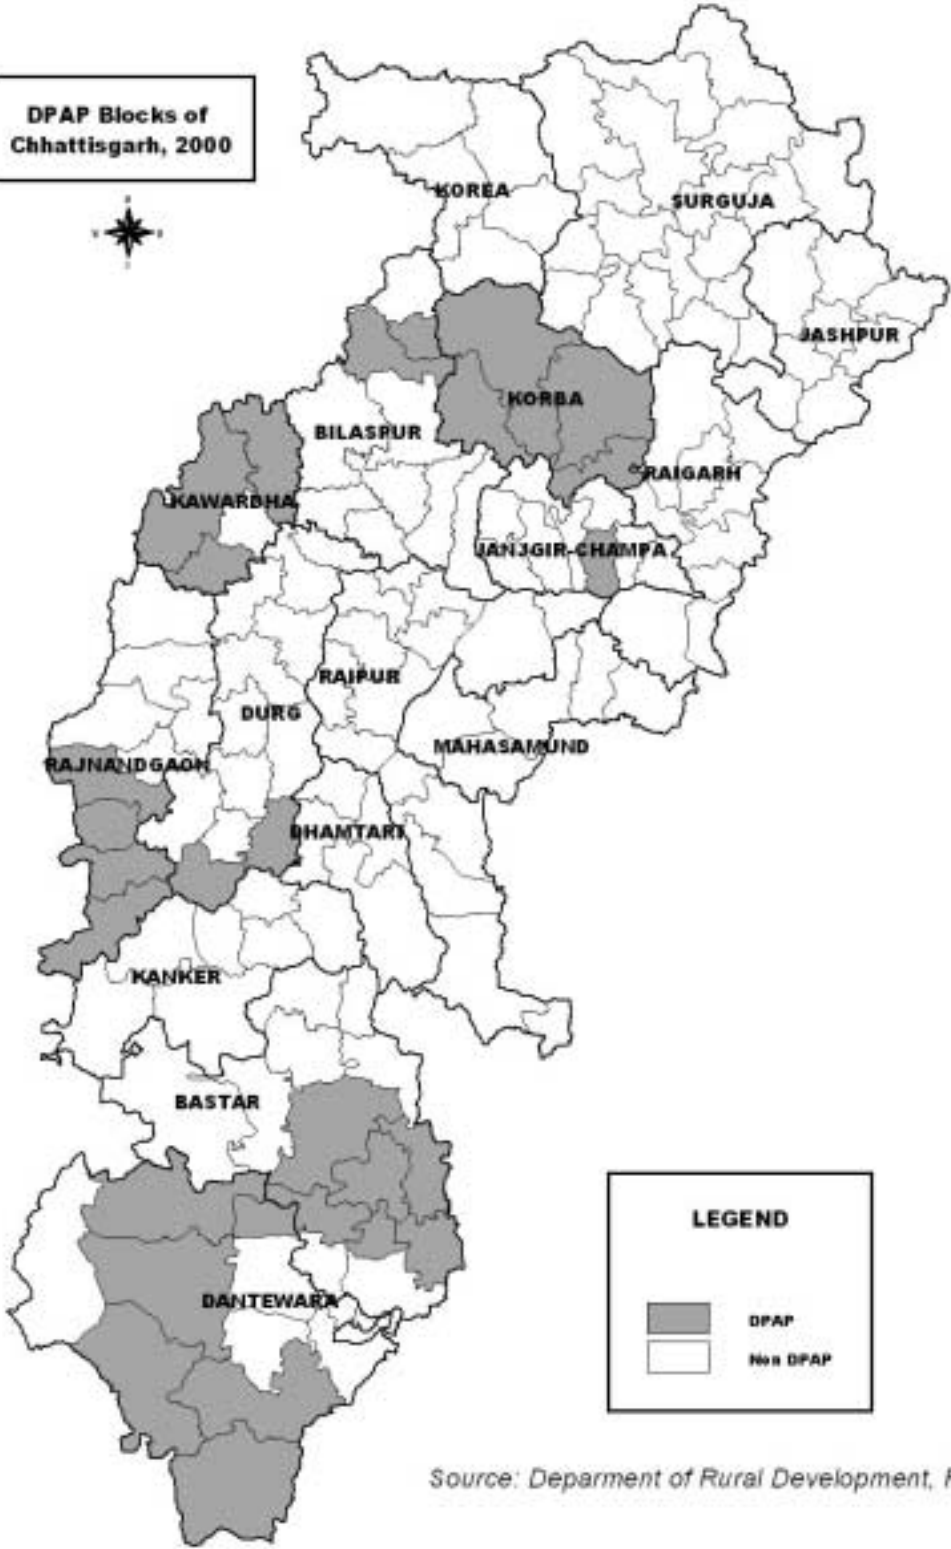 DPAP Blocks of
Chhattisgarh, 2000
KOREA
SURGUJA
JASHPUR
KORBA
BILASPUR
RAIGARH
KAWARDHA
JANJGIR-CHAMPA
RAIPUR
DURG
MAHASAMUND
RAJNANDGAON
DHAMTARI
KANKER
BASTAR
LEGEND
DANTEWARA
DPAP
Non DPAP
Source: Deparment of Rural Development,